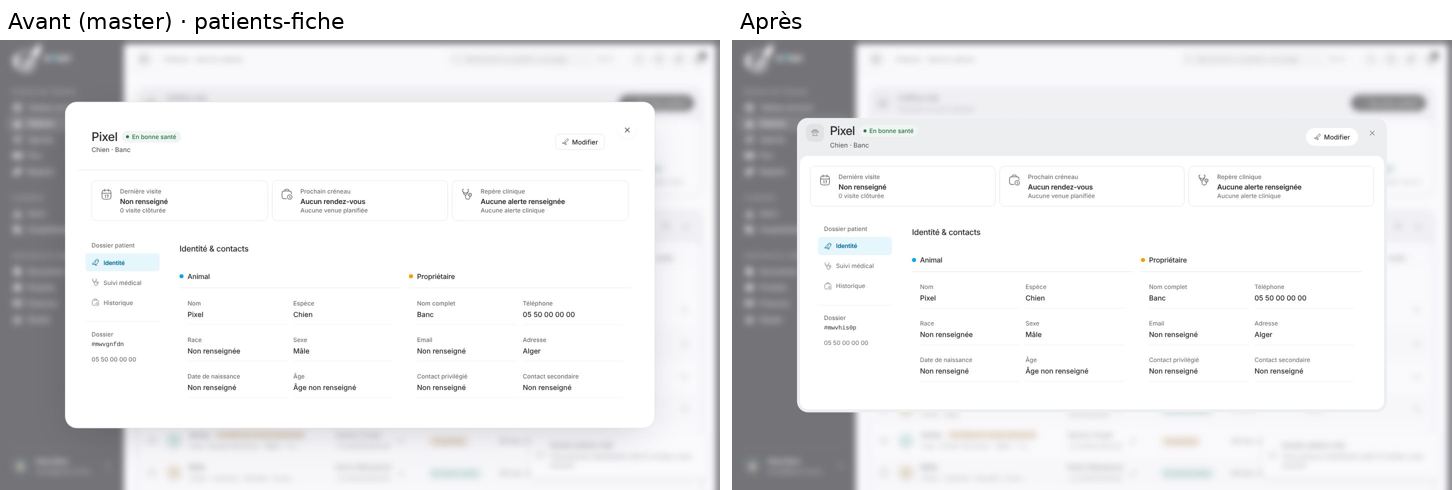 Avant (master) · patients-fiche
Pixel
En bonne santé
Chien · Banc
Modifier
Dernière visite
Non renseigné
0 visite clôturée
Prochain créneau
Aucun rendez-vous
Aucune venue planifiée
Repère clinique
Aucune alerte renseignée
Aucune alerte clinique
Dossier patient
Identité
Suivi médical
Historique
Dossier
#mwvgnfdn
05 50 00 00 00
Identité & contacts
Animal
Propriétaire
Nom
Pixel
Espèce
Chien
Nom complet
Banc
Téléphone
05 50 00 00 00
Race
Non renseignée
Sexe
Mâle
Email
Non renseigné
Adresse
Alger
Date de naissance
Non renseigné
Âge
Âge non renseigné
Contact privilégié
Non renseigné
Contact secondaire
Non renseigné
Après
Pixel
En bonne santé
Chien · Banc
Modifier
Dernière visite
Non renseigné
0 visite clôturée
Prochain créneau
Aucun rendez-vous
Aucune venue planifiée
Repère clinique
Aucune alerte renseignée
Aucune alerte clinique
Dossier patient
Identité
Suivi médical
Historique
Dossier
#mwvhis0p
05 50 00 00 00
Identité & contacts
Animal
Propriétaire
Nom
Pixel
Espèce
Chien
Nom complet
Banc
Téléphone
05 50 00 00 00
Race
Non renseignée
Sexe
Mâle
Email
Non renseigné
Adresse
Alger
Date de naissance
Non renseigné
Âge
Âge non renseigné
Contact privilégié
Non renseigné
Contact secondaire
Non renseigné